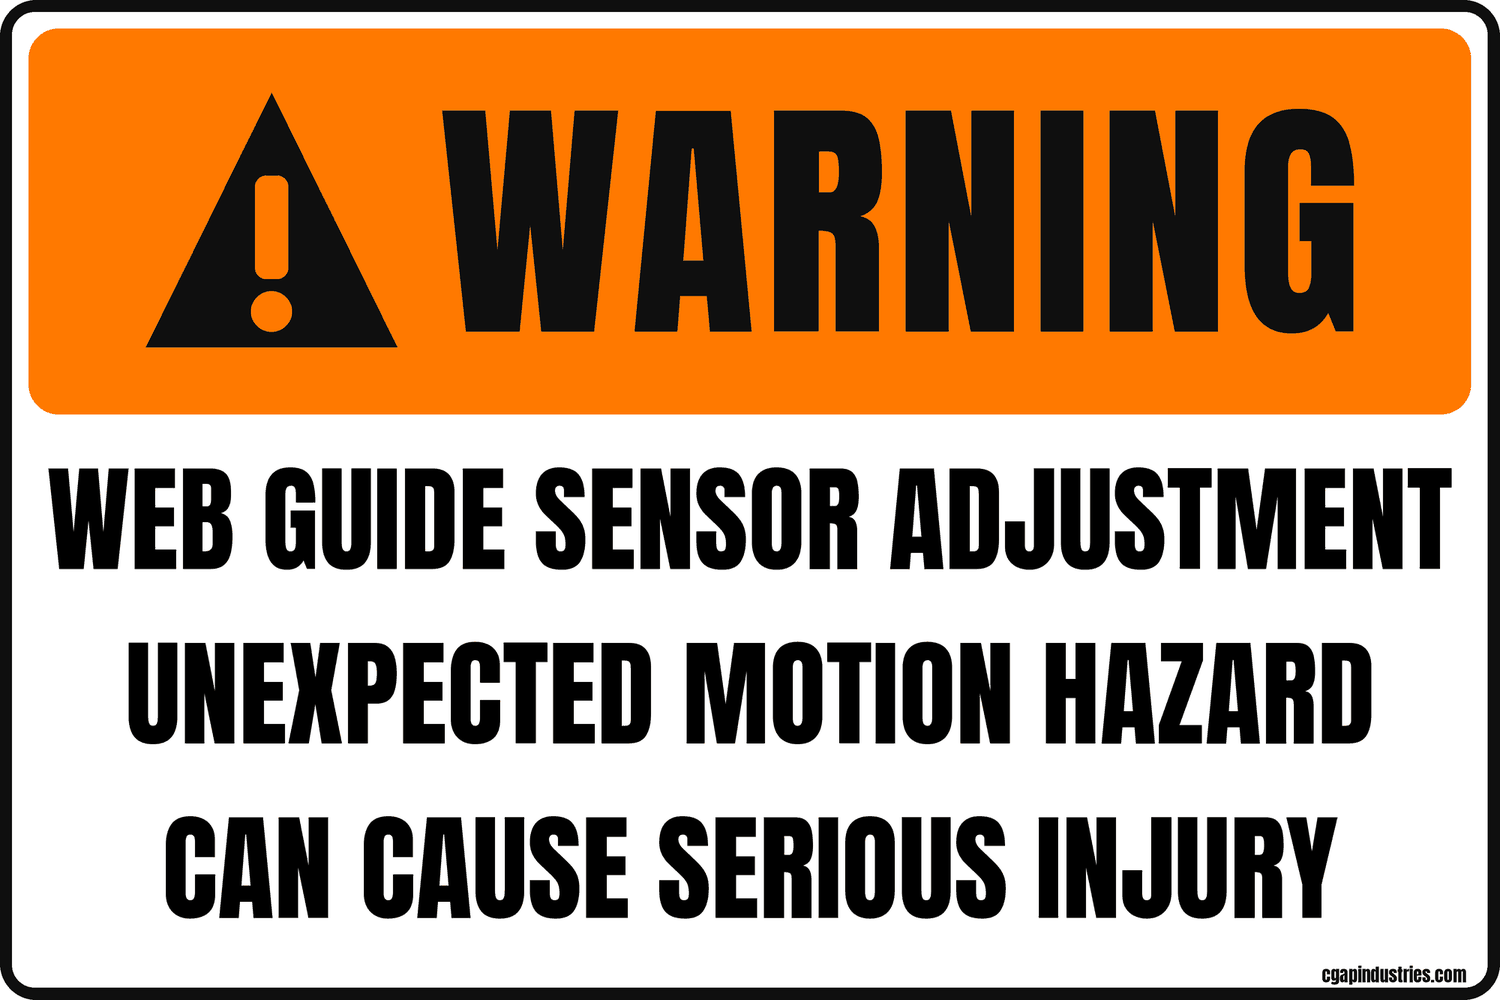 WARNING
WEB GUIDE SENSOR ADJUSTMENT
UNEXPECTED MOTION HAZARD
CAN CAUSE SERIOUS INJURY
cgapindustries.com